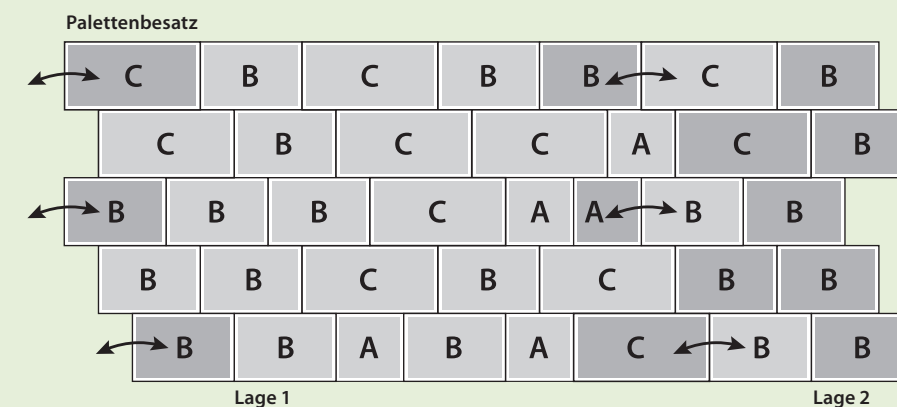 Palettenbesatz
C B C B B C B
C B C C A C B
B B B C A A B B
B B C B C B B
B B A B A C B B
Lage 1 Lage 2